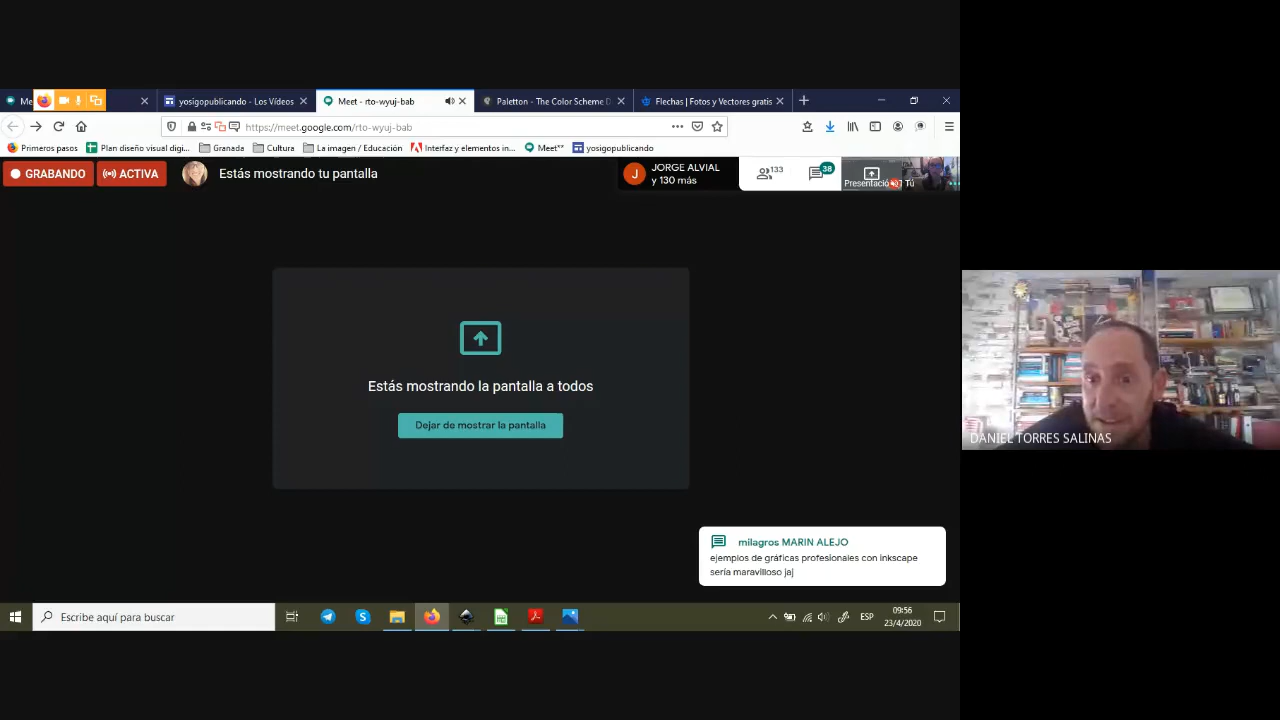 Me
yosigopublicando - Los Vídeos
Meet - rto-wyuj-bab
Paletton - The Color Scheme D
Flechas | Fotos y Vectores gratis
https://meet.google.com/rto-wyuj-bab
Primeros pasos
Plan diseño visual digi...
Granada
Cultura
La imagen / Educación
Interfaz y elementos in...
Meet**
yosigopublicando
GRABANDO
ACTIVA
Estás mostrando tu pantalla
J
JORGE ALVIAL
y 130 más
133
38
Presentació
Tú
Estás mostrando la pantalla a todos
Dejar de mostrar la pantalla
DANIEL TORRES SALINAS
milagros MARIN ALEJO
ejemplos de gráficas profesionales con inkscape
sería maravilloso jaj
Escribe aquí para buscar
ESP
09:56
23/4/2020